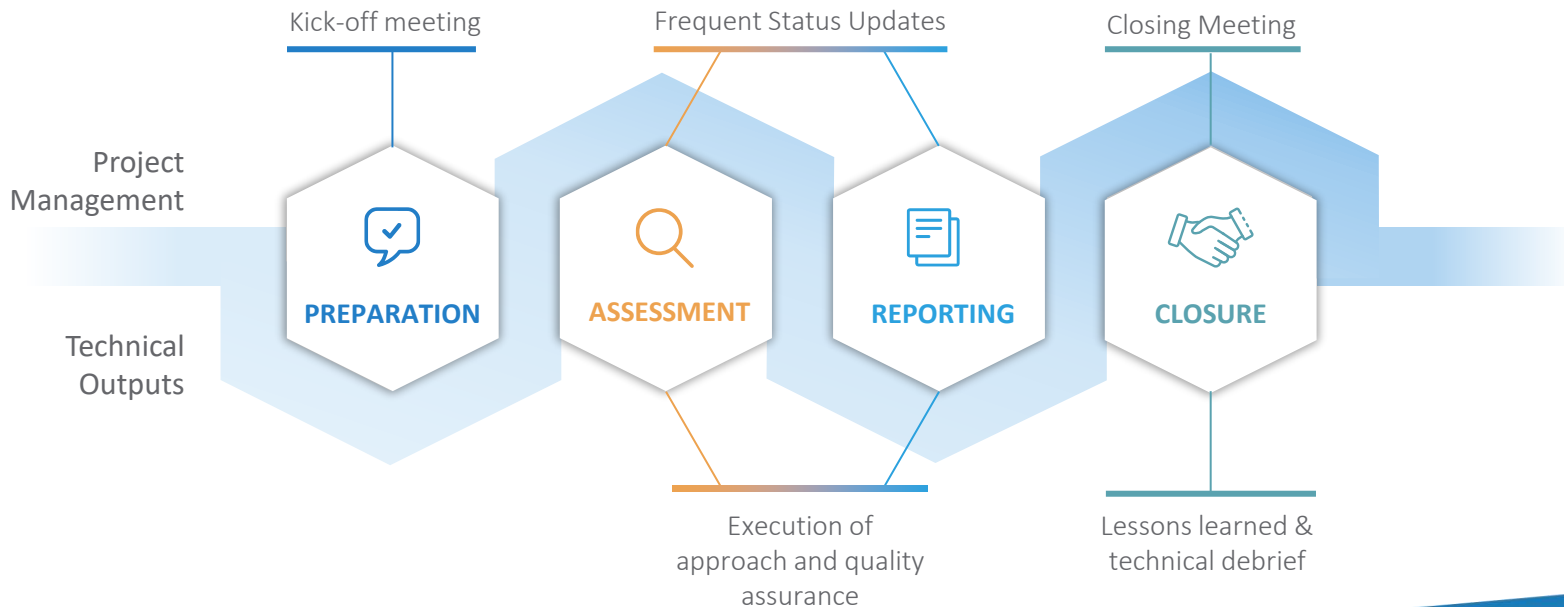 Kick-off meeting
Frequent Status Updates
Closing Meeting
Project
Management
PREPARATION
ASSESSMENT
REPORTING
CLOSURE
Technical
Outputs
Execution of
approach and quality
assurance
Lessons learned &
technical debrief